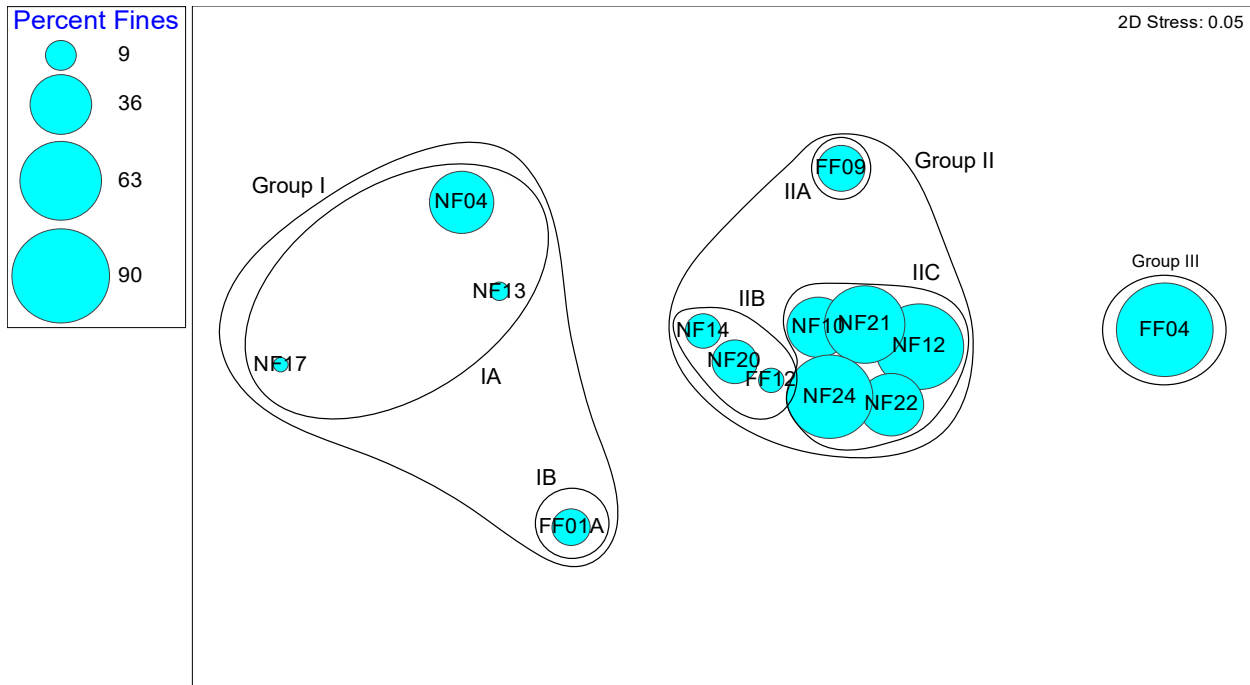 Percent Fines
9
36
63
90
2D Stress: 0.05
Group I
NF04
NF13
NF17
IA
IB
FF01A
Group II
FF09
IIA
IIC
IIB
NF14
NF20
FF12
NF10
NF21
NF12
NF24
NF22
Group III
FF04